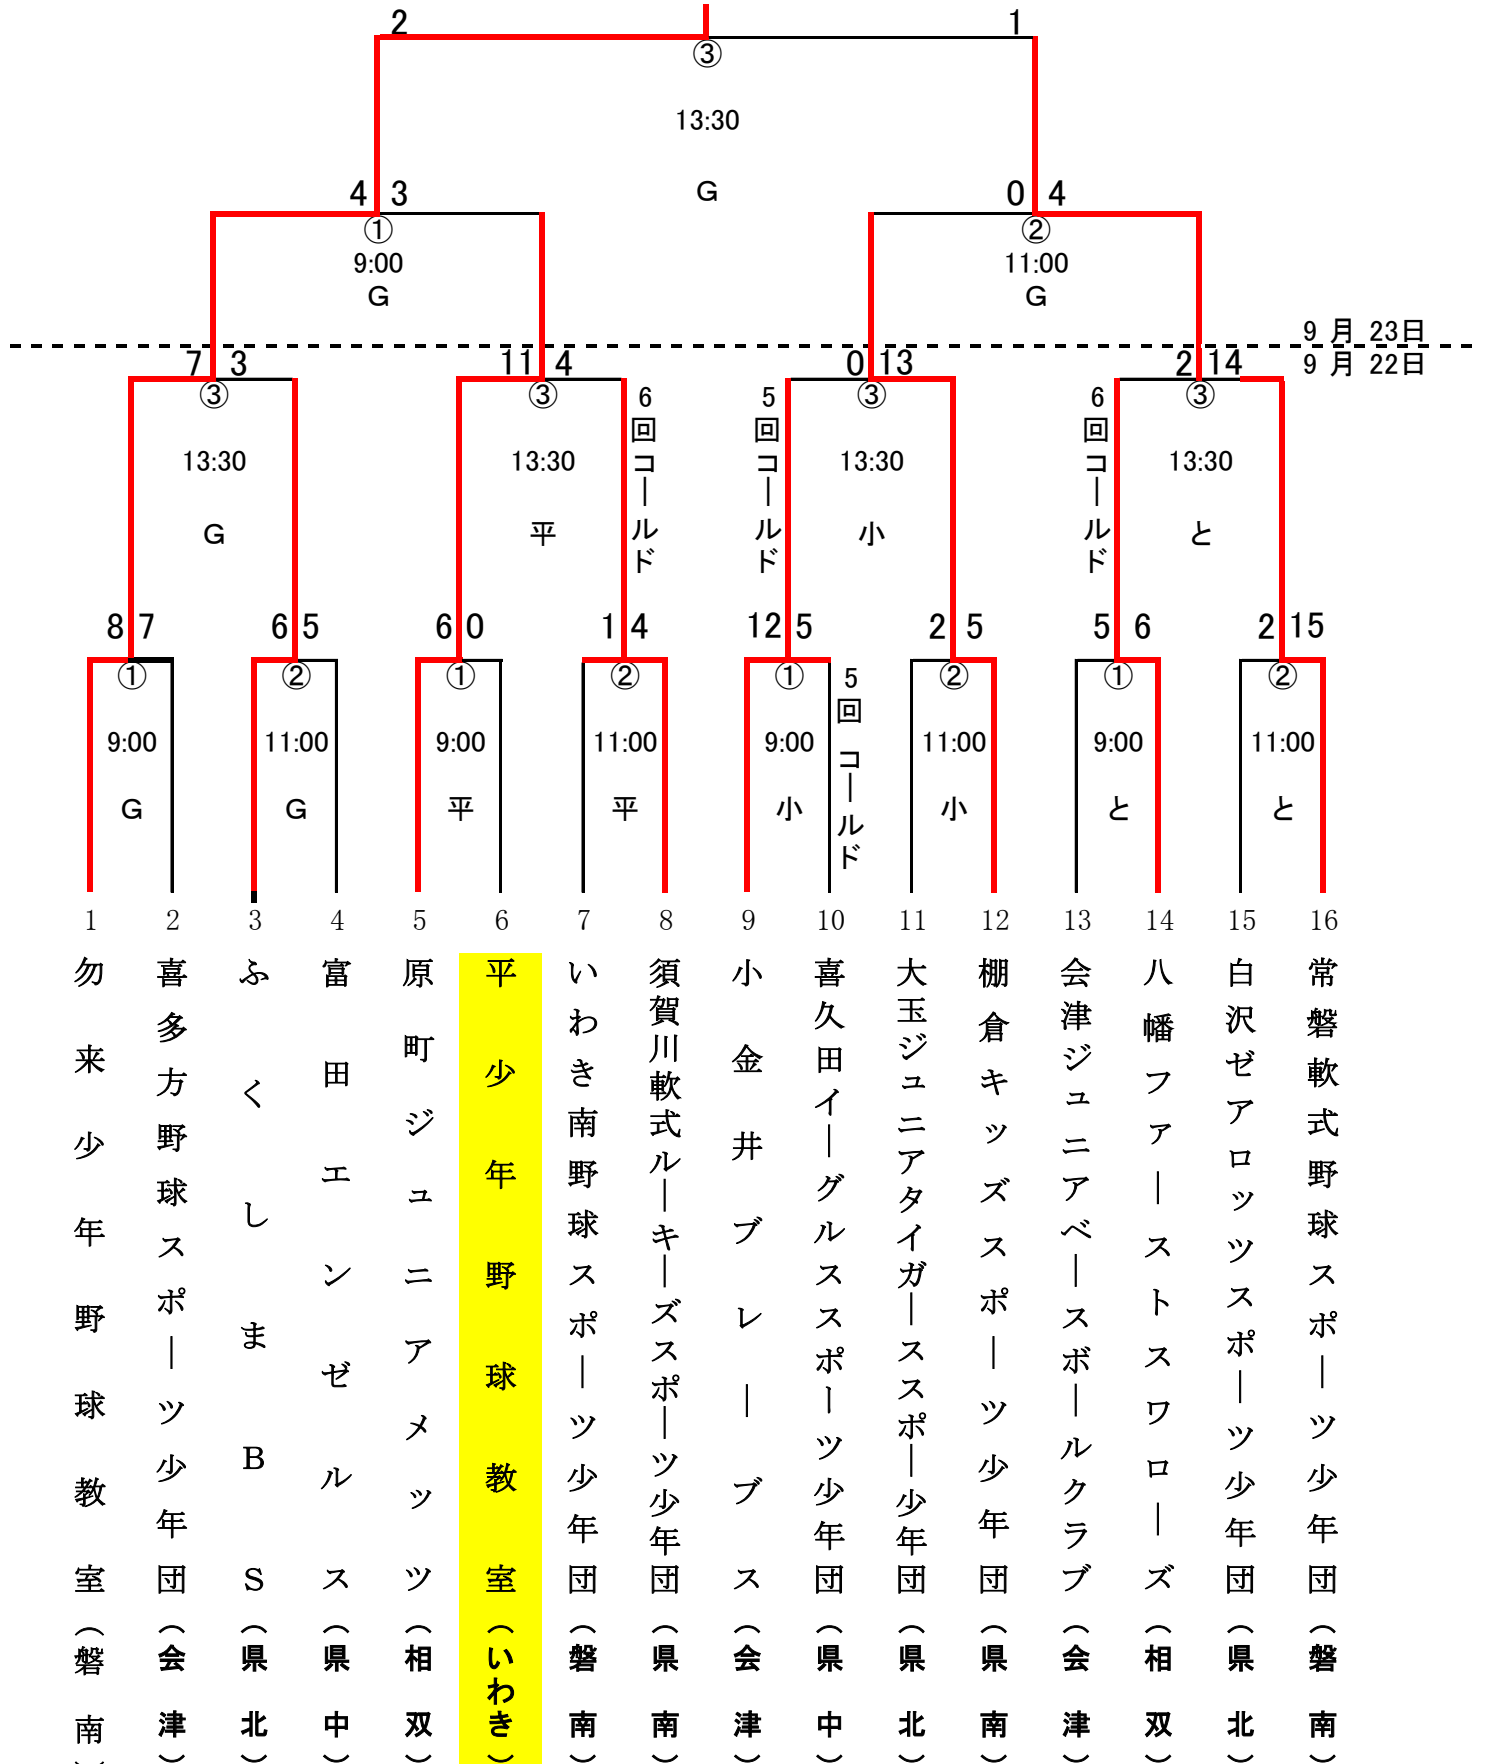 2 1
③
13:30
G
4 3 0 4
① ②
9:00 11:00
G G
9 月 23日
7 3 11 4 0 13 2 14 9 月 22日
③ ③ ③ ③
6回コールド 5回コールド 6回コールド
13:30 13:30 13:30 13:30
G 平 小 と
8 7 6 5 6 0 1 4 12 5 2 5 5 6 2 15
① ② ① ② ① ② ① ②
5回コールド
9:00 11:00 9:00 11:00 9:00 11:00 9:00 11:00
G G 平 平 小 小 と と
1 2 3 4 5 6 7 8 9 10 11 12 13 14 15 16
勿来少年野球教室（磐南）
喜多方野球スポーツ少年団（会津）
ふくしまBS（県北）
富田エンゼルス（県中）
原町ジュニアメッツ（相双）
平少年野球教室（いわき）
いわき南野球スポーツ少年団（磐南）
須賀川軟式ルーキーズスポーツ少年団（県南）
小金井ブレーブス（会津）
喜久田イーグルススポーツ少年団（県中）
大玉ジュニアタイガーススポー少年団（県北）
棚倉キッズスポーツ少年団（県南）
会津ジュニアベースボールクラブ（会津）
八幡ファーストスワローズ（相双）
白沢ゼアロッツスポーツ少年団（県北）
常磐軟式野球スポーツ少年団（磐南）